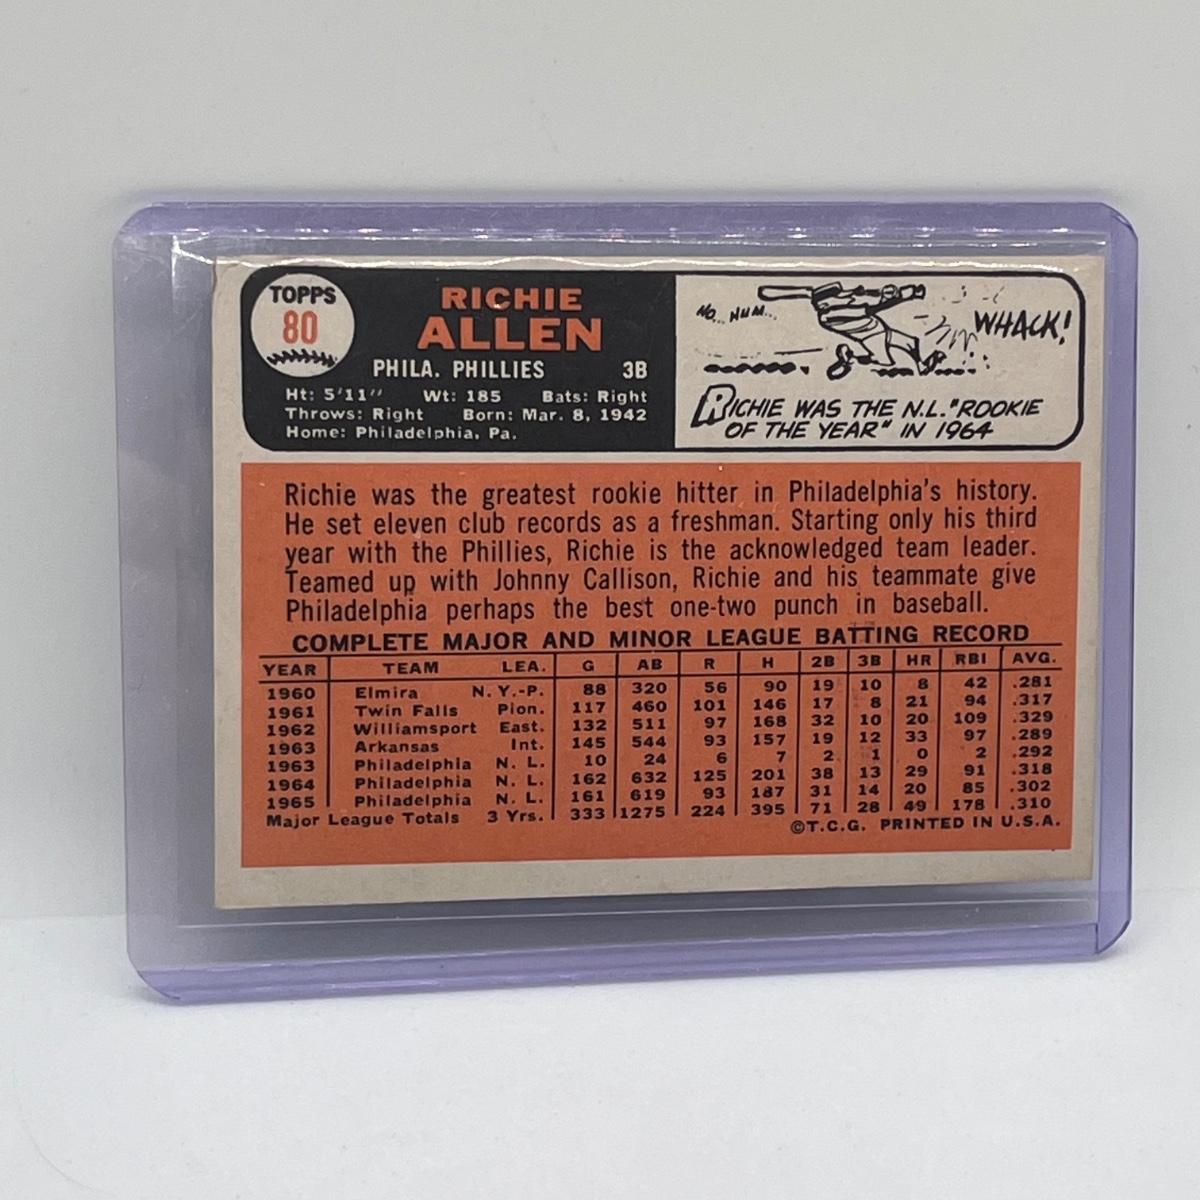 TOPPS
80
RICHIE
ALLEN
PHILA. PHILLIES 3B
Ht: 5'11" Wt: 185 Bats: Right
Throws: Right Born: Mar. 8, 1942
Home: Philadelphia, Pa.
NO.. HUM...
WHACK!
RICHIE WAS THE N.L. "ROOKIE
OF THE YEAR" IN 1964
Richie was the greatest rookie hitter in Philadelphia's history.
He set eleven club records as a freshman. Starting only his third
year with the Phillies, Richie is the acknowledged team leader.
Teamed up with Johnny Callison, Richie and his teammate give
Philadelphia perhaps the best one-two punch in baseball.
COMPLETE MAJOR AND MINOR LEAGUE BATTING RECORD
YEAR TEAM LEA. G AB R H 2B 3B HR RBI AVG.
1960 Elmira N.Y.-P. 88 320 56 90 19 10 8 42 .281
1961 Twin Falls Pion. 117 460 101 146 17 8 21 94 .317
1962 Williamsport East. 132 511 97 168 32 10 20 109 .329
1963 Arkansas Int. 145 544 93 157 19 12 33 97 .289
1963 Philadelphia N. L. 10 24 6 7 2 1 0 2 .292
1964 Philadelphia N. L. 162 632 125 201 38 13 29 91 .318
1965 Philadelphia N. L. 161 619 93 187 31 14 20 85 .302
Major League Totals 3 Yrs. 333 1275 224 395 71 28 49 178 .310
©T.C.G. PRINTED IN U.S.A.